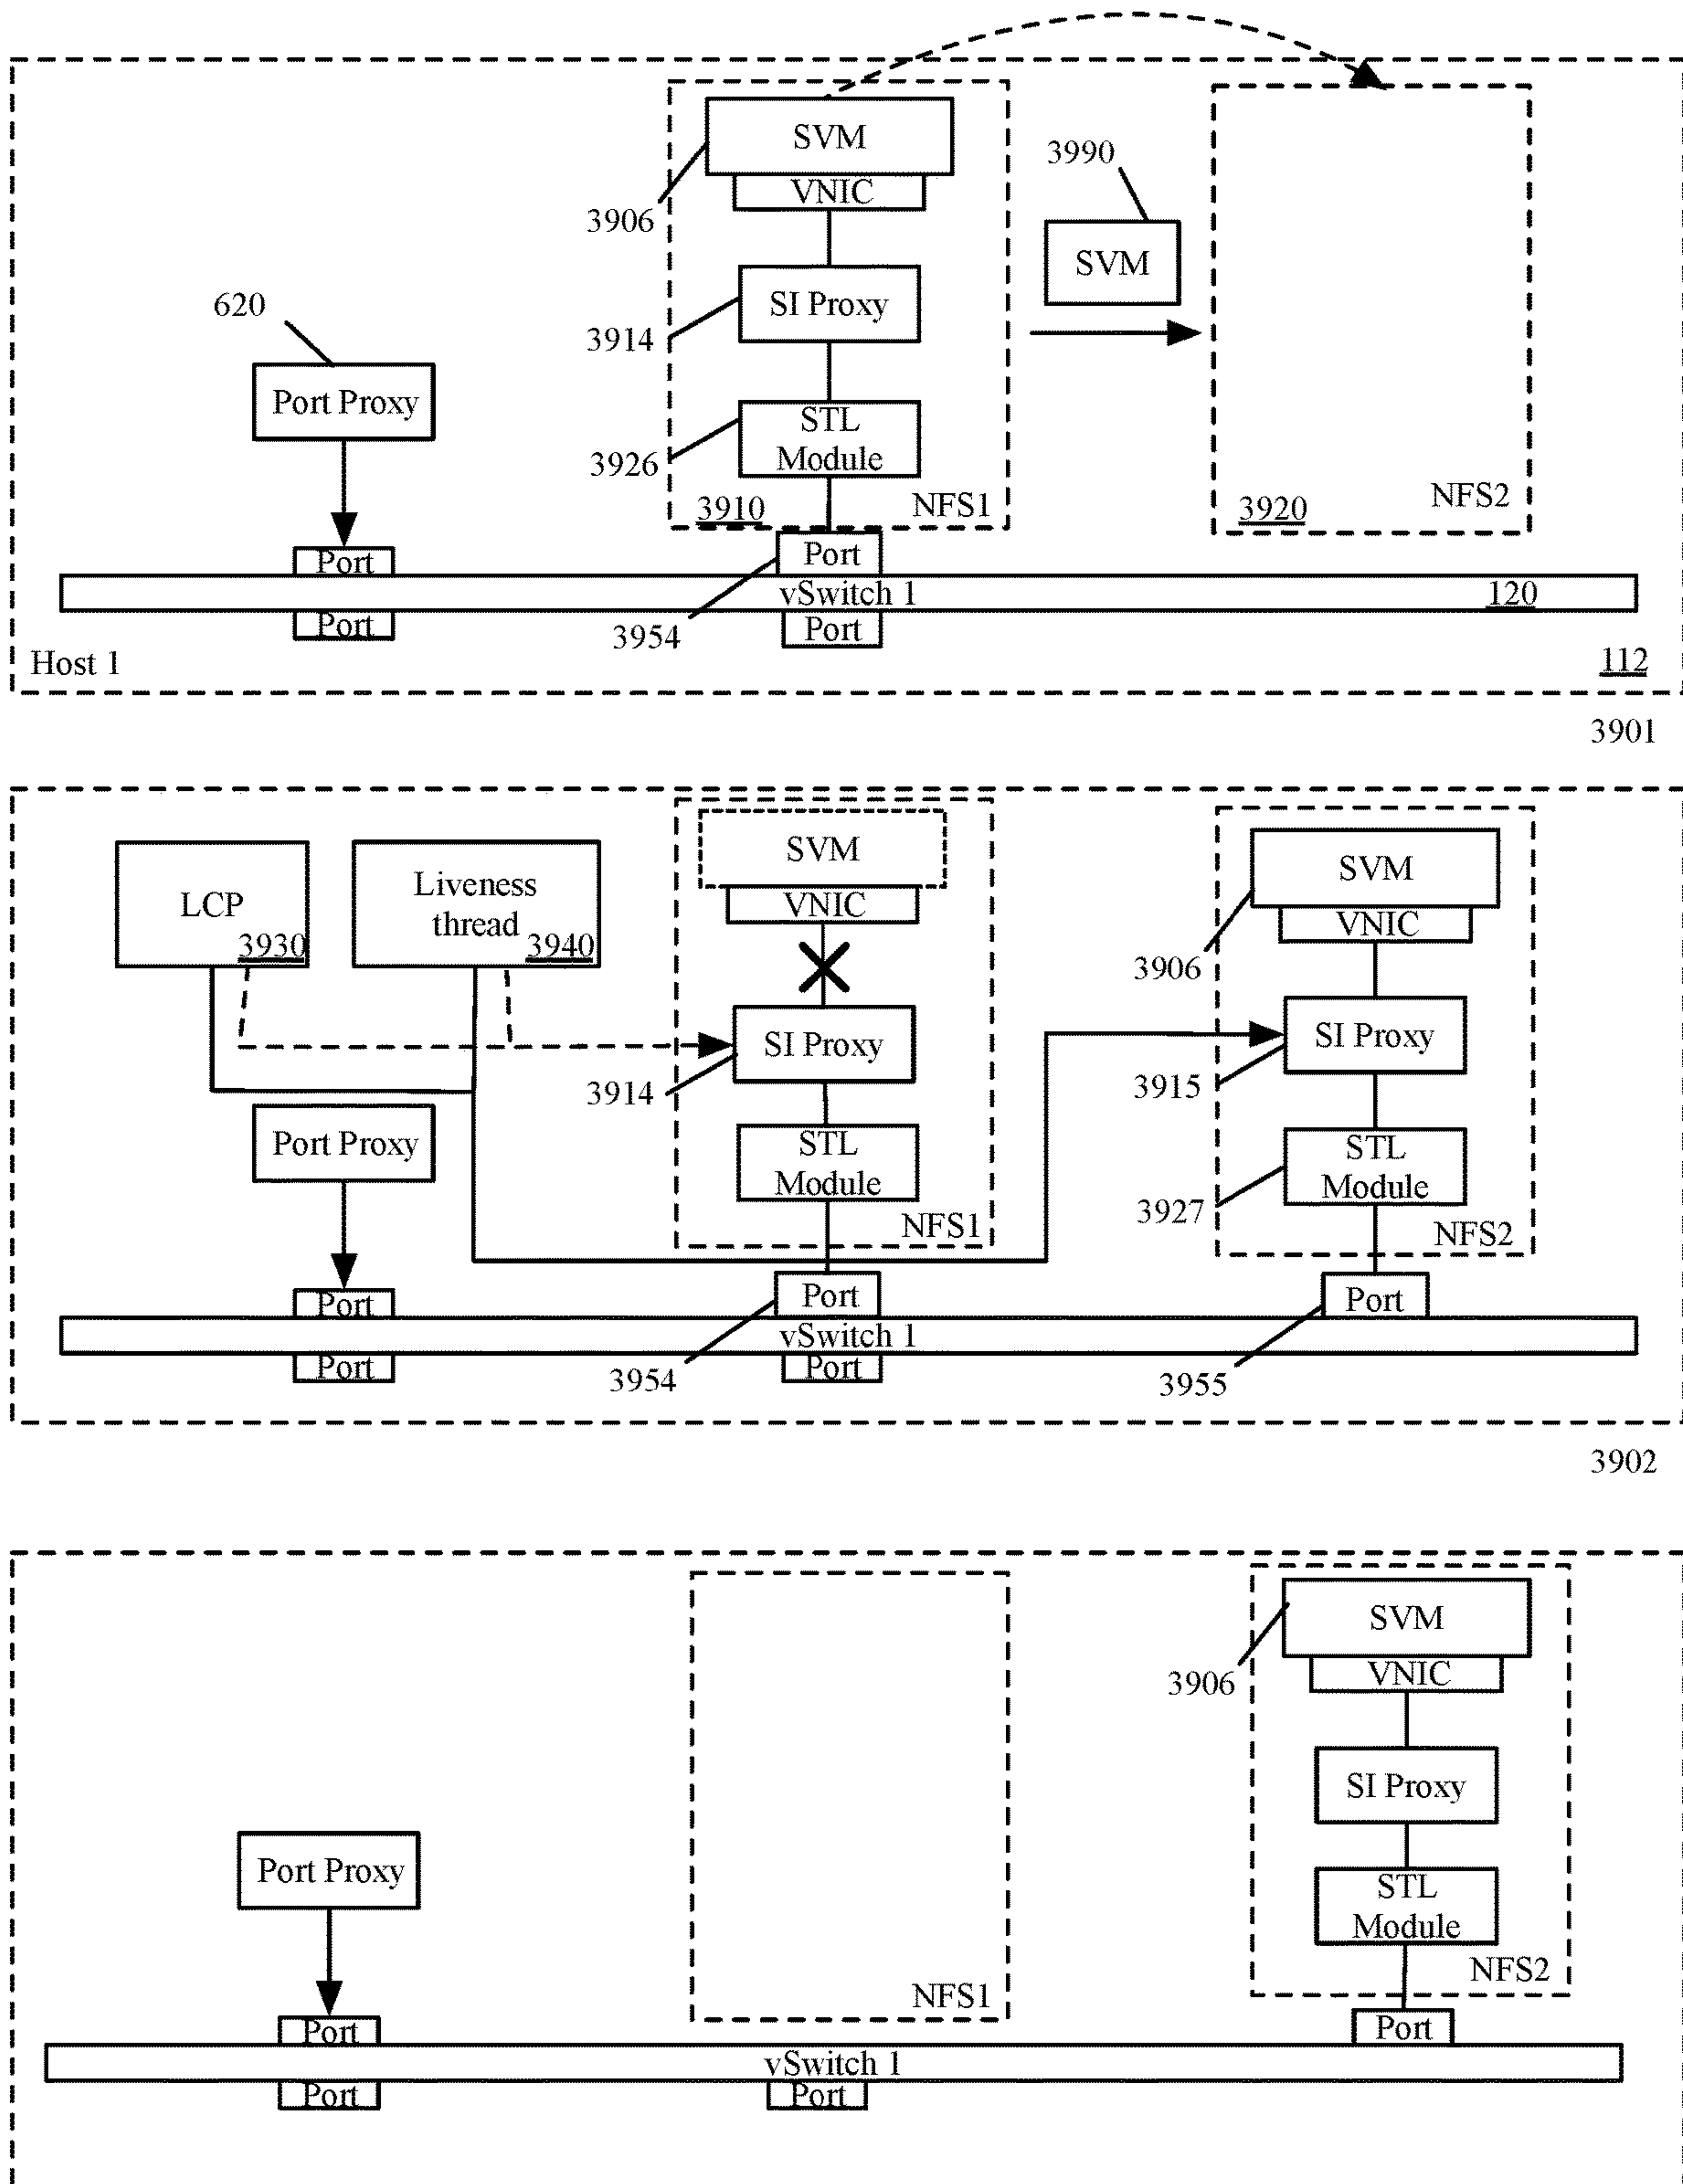 SVM
3990
VNIC
3906
SVM
620
SI Proxy
3914
Port Proxy
STL
Module
3926
3910
NFS1
3920
NFS2
Port
Port
vSwitch 1
120
Port
Port
3954
Host 1
112
3901
SVM
SVM
LCP
3930
Liveness
thread
3940
VNIC
VNIC
3906
SI Proxy
SI Proxy
3914
3915
Port Proxy
STL
Module
STL
Module
3927
NFS1
NFS2
Port
Port
Port
vSwitch 1
Port
Port
3954
3955
3902
SVM
3906
VNIC
SI Proxy
Port Proxy
STL
Module
NFS2
NFS1
Port
Port
vSwitch 1
Port
Port